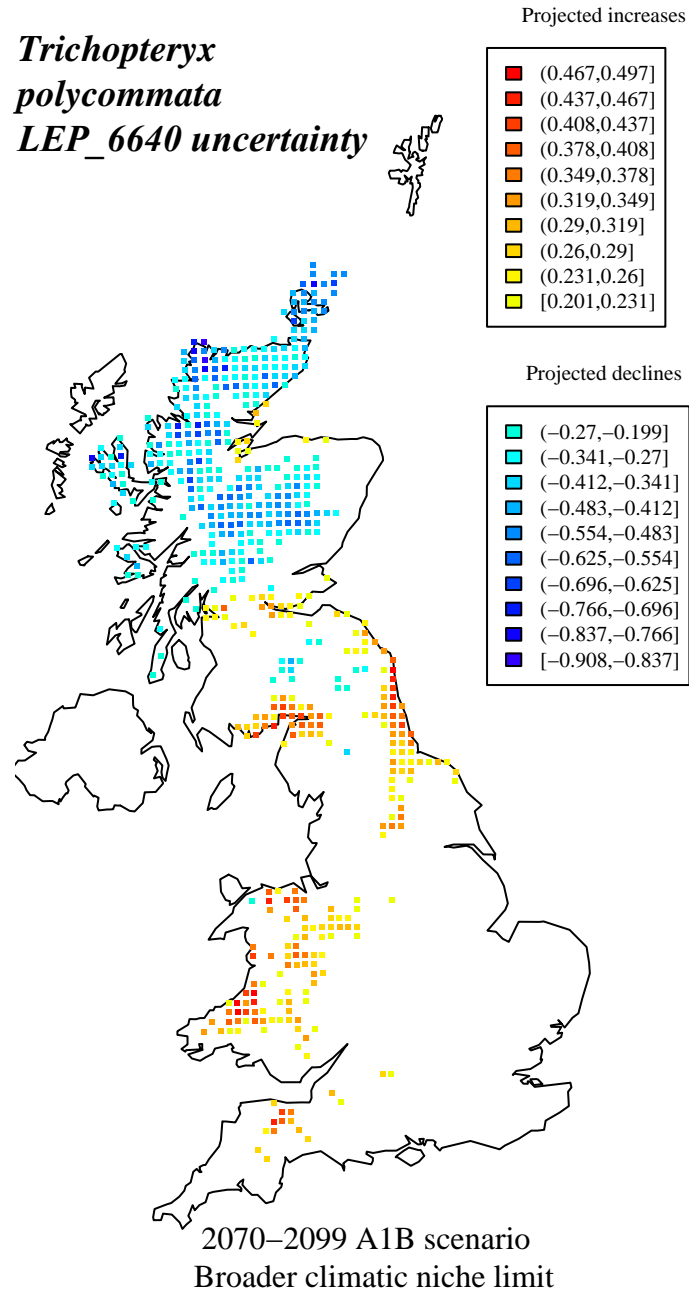 Trichopteryx
polycommata
LEP_6640 uncertainty
Projected increases
(0.467,0.497]
(0.437,0.467]
(0.408,0.437]
(0.378,0.408]
(0.349,0.378]
(0.319,0.349]
(0.29,0.319]
(0.26,0.29]
(0.231,0.26]
[0.201,0.231]
Projected declines
(−0.27,−0.199]
(−0.341,−0.27]
(−0.412,−0.341]
(−0.483,−0.412]
(−0.554,−0.483]
(−0.625,−0.554]
(−0.696,−0.625]
(−0.766,−0.696]
(−0.837,−0.766]
[−0.908,−0.837]
2070−2099 A1B scenario
Broader climatic niche limit